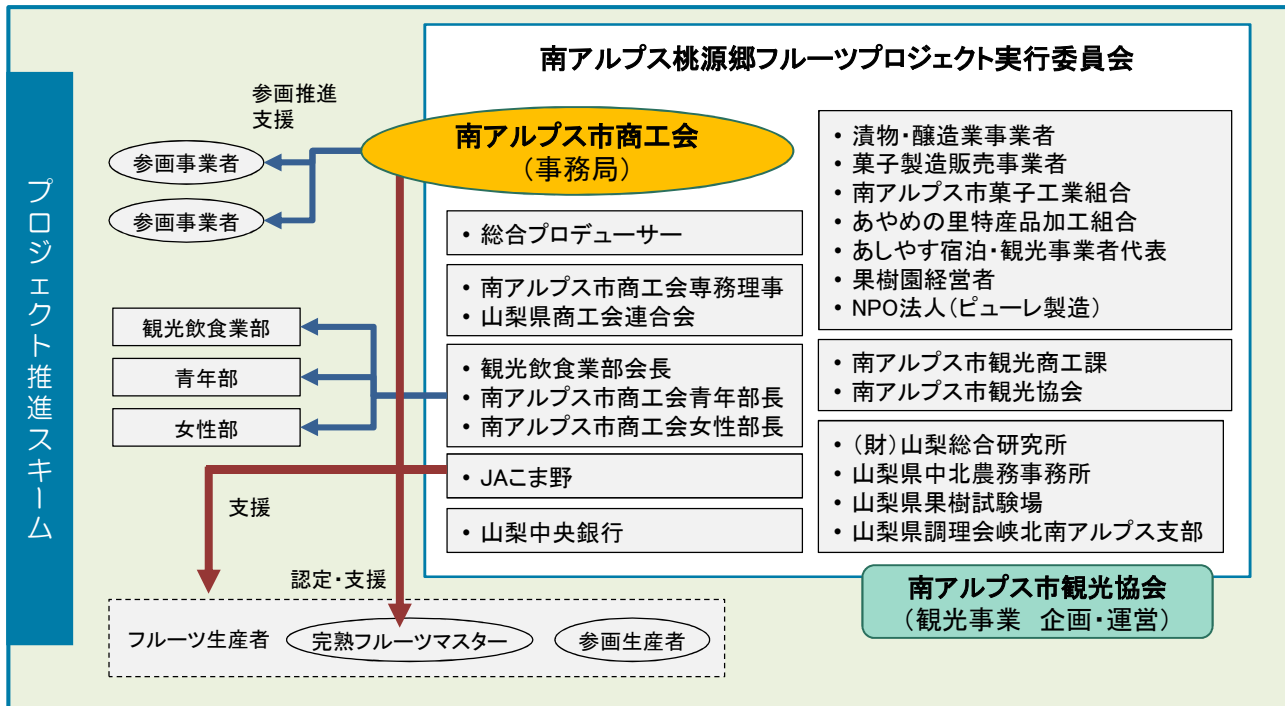 プロジェクト推進スキーム
南アルプス桃源郷フルーツプロジェクト実行委員会
参画推進
支援
参画事業者
参画事業者
南アルプス市商工会
（事務局）
• 総合プロデューサー
• 南アルプス市商工会専務理事
• 山梨県商工会連合会
観光飲食業部
青年部
女性部
• 観光飲食業部会長
• 南アルプス市商工会青年部長
• 南アルプス市商工会女性部長
• JAこま野
• 山梨中央銀行
• 漬物・醸造業事業者
• 菓子製造販売事業者
• 南アルプス市菓子工業組合
• あやめの里特産品加工組合
• あしやす宿泊・観光事業者代表
• 果樹園経営者
• NPO法人（ピューレ製造）
• 南アルプス市観光商工課
• 南アルプス市観光協会
• （財）山梨総合研究所
• 山梨県中北農務事務所
• 山梨県果樹試験場
• 山梨県調理会峡北南アルプス支部
支援
認定・支援
フルーツ生産者
完熟フルーツマスター
参画生産者
南アルプス市観光協会
（観光事業 企画・運営）